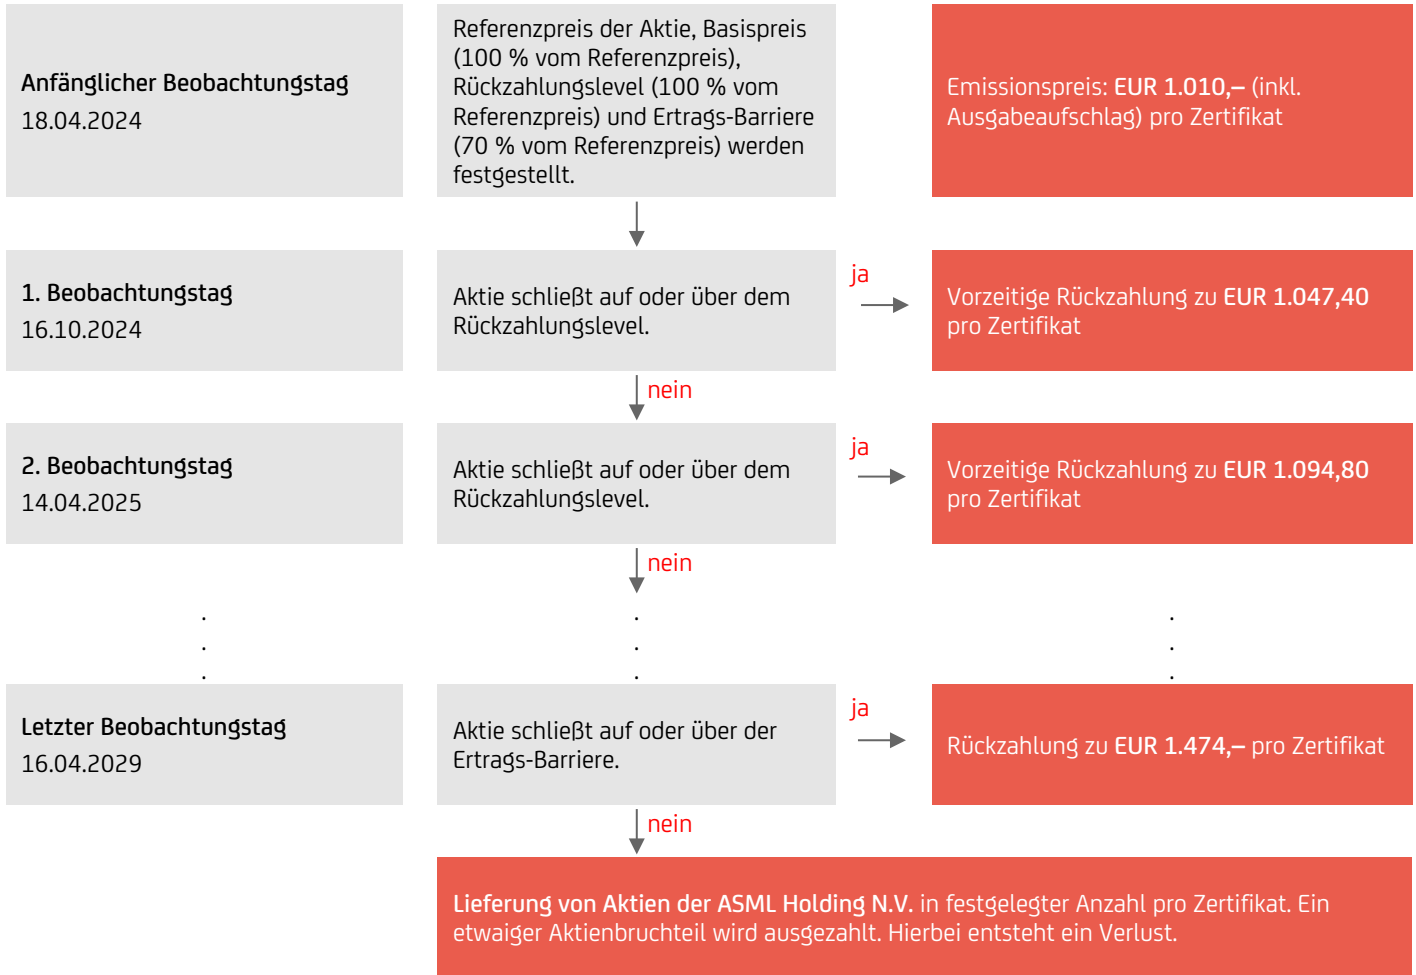 Anfänglicher Beobachtungstag
18.04.2024
Referenzpreis der Aktie, Basispreis
(100 % vom Referenzpreis),
Rückzahlungslevel (100 % vom
Referenzpreis) und Ertrags-Barriere
(70 % vom Referenzpreis) werden
festgestellt.
Emissionspreis: EUR 1.010,– (inkl.
Ausgabeaufschlag) pro Zertifikat
1. Beobachtungstag
16.10.2024
Aktie schließt auf oder über dem
Rückzahlungslevel.
ja
Vorzeitige Rückzahlung zu EUR 1.047,40
pro Zertifikat
nein
2. Beobachtungstag
14.04.2025
Aktie schließt auf oder über dem
Rückzahlungslevel.
ja
Vorzeitige Rückzahlung zu EUR 1.094,80
pro Zertifikat
nein
. . .
. . .
. . .
Letzter Beobachtungstag
16.04.2029
Aktie schließt auf oder über der
Ertrags-Barriere.
ja
Rückzahlung zu EUR 1.474,– pro Zertifikat
nein
Lieferung von Aktien der ASML Holding N.V. in festgelegter Anzahl pro Zertifikat. Ein
etwaiger Aktienbruchteil wird ausgezahlt. Hierbei entsteht ein Verlust.